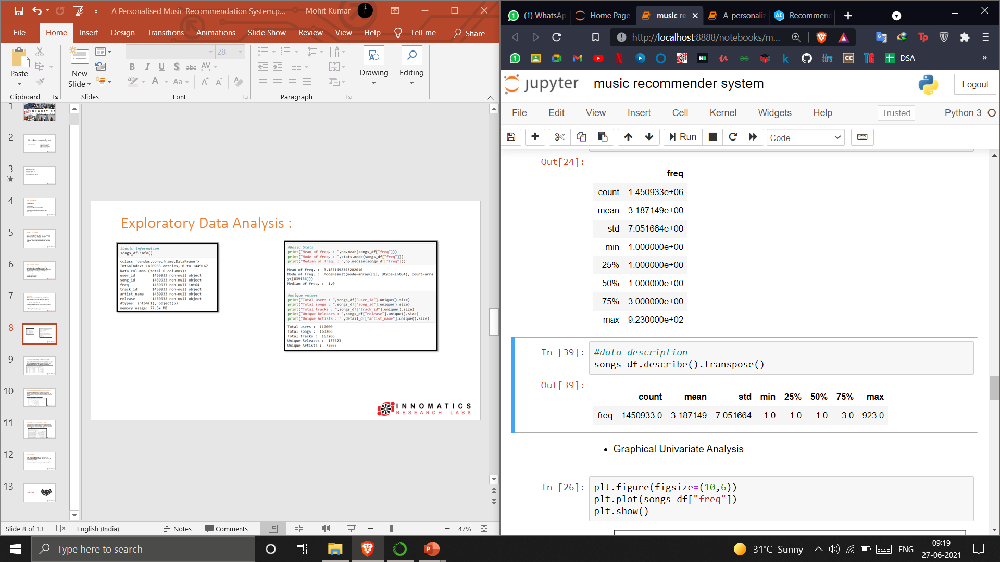 A Personalised Music Recommendation System.p...
Mohit Kumar
File
Home
Insert
Design
Transitions
Animations
Slide Show
Review
View
Help
Tell me
Share
Paste
New
Slide
28
Drawing
Editing
Clipboard
Slides
Font
Paragraph
1
2
3
4
5
6
7
8
9
10
11
12
13
Exploratory Data Analysis :
#basic information
songs_df.info()
<class 'pandas.core.frame.DataFrame'>
Int64Index: 1450933 entries, 0 to 1449167
Data columns (total 6 columns):
user_id 1450933 non-null object
song_id 1450933 non-null object
freq 1450933 non-null int64
track_id 1450933 non-null object
artist_name 1450933 non-null object
release 1450932 non-null object
dtypes: int64(1), object(5)
memory usage: 77.5+ MB
#Basic Stats
print("Mean of freq. : ",np.mean(songs_df["freq"]))
print("Mode of freq. : ",stats.mode(songs_df["freq"]))
print("Median of freq. : ",np.median(songs_df["freq"]))
Mean of freq. : 3.1871492343202616
Mode of freq. : ModeResult(mode=array([1], dtype=int64), count=arra
y([839136]))
Median of freq. : 1.0
#unique values
print("Total users : ",songs_df["user_id"].unique().size)
print("Total songs : ",songs_df["song_id"].unique().size)
print("Total tracks : ",songs_df["track_id"].unique().size)
print("Unique Releases : ",songs_df["release"].unique().size)
print("Unique Artists : " ,detail_df["artist_name"].unique().size)
Total users : 110000
Total songs : 163206
Total tracks : 163206
Unique Releases : 137623
Unique Artists : 72665
INNOMATICS
RESEARCH LABS
Slide 8 of 13
English (India)
Notes
Comments
47%
(1) WhatsAp
Home Page
music re
A_personaliz
Recommend
http://localhost:8888/notebooks/m...
DSA
jupyter
music recommender system
Logout
File
Edit
View
Insert
Cell
Kernel
Widgets
Help
Trusted
Python 3
Run
Code
Out[24]:
freq
count 1.450933e+06
mean 3.187149e+00
std 7.051664e+00
min 1.000000e+00
25% 1.000000e+00
50% 1.000000e+00
75% 3.000000e+00
max 9.230000e+02
In [39]:
#data description
songs_df.describe().transpose()
Out[39]:
count mean std min 25% 50% 75% max
freq 1450933.0 3.187149 7.051664 1.0 1.0 1.0 3.0 923.0
• Graphical Univariate Analysis
In [26]:
plt.figure(figsize=(10,6))
plt.plot(songs_df["freq"])
plt.show()
Type here to search
31°C Sunny
ENG
09:19
27-06-2021